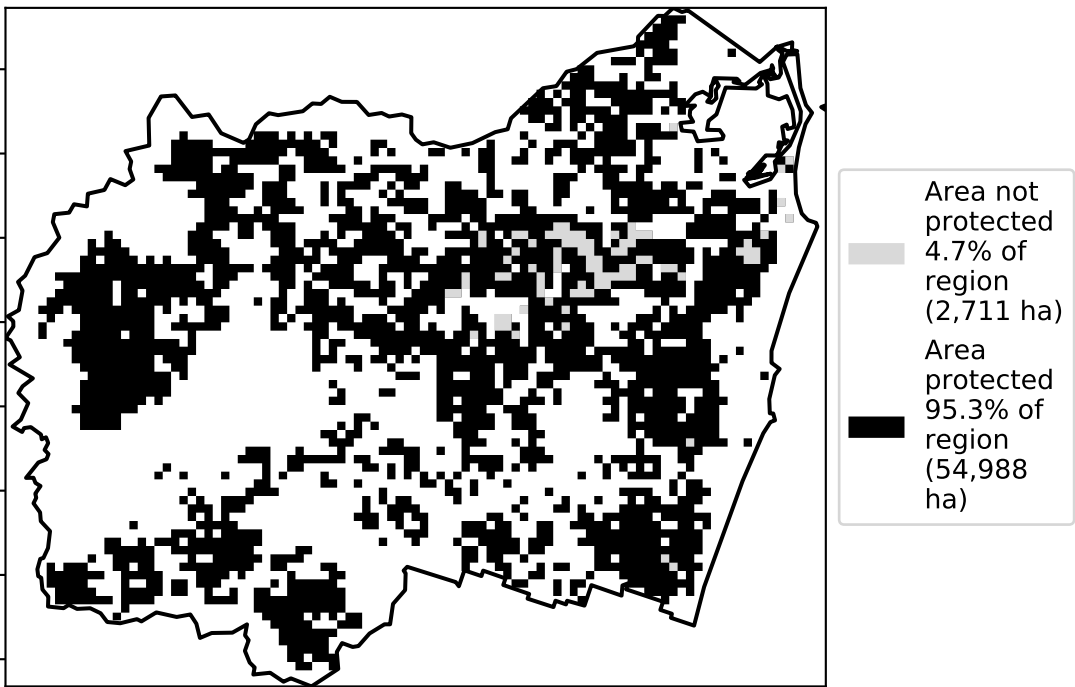 Area not
protected
4.7% of
region
(2,711 ha)
Area
protected
95.3% of
region
(54,988
ha)